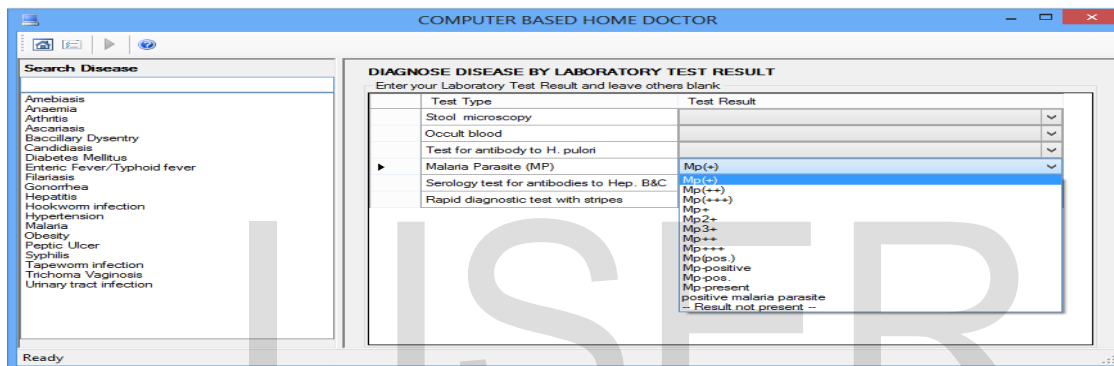 COMPUTER BASED HOME DOCTOR
Search Disease
Amebiasis
Anaemia
Arthritis
Ascariasis
Baccillary Dysentry
Candidiasis
Diabetes Mellitus
Enteric Fever/Typhoid fever
Filariasis
Gonorrhea
Hepatitis
Hookworm infection
Hypertension
Malaria
Obesity
Peptic Ulcer
Syphilis
Tapeworm infection
Trichoma Vaginosis
Urinary tract infection
DIAGNOSE DISEASE BY LABORATORY TEST RESULT
Enter your Laboratory Test Result and leave others blank
Test Type Test Result
Stool microscopy
Occult blood
Test for antibody to H. pulori
Malaria Parasite (MP) Mp(+)
Serology test for antibodies to Hep. B&C
Rapid diagnostic test with stripes
Mp(+)
Mp(++)
Mp(+++)
Mp+
Mp2+
Mp3+
Mp++
Mp+++
Mp(pos.)
Mp-positive
Mp-pos.
Mp-present
positive malaria parasite
-- Result not present --
Ready
IJSER